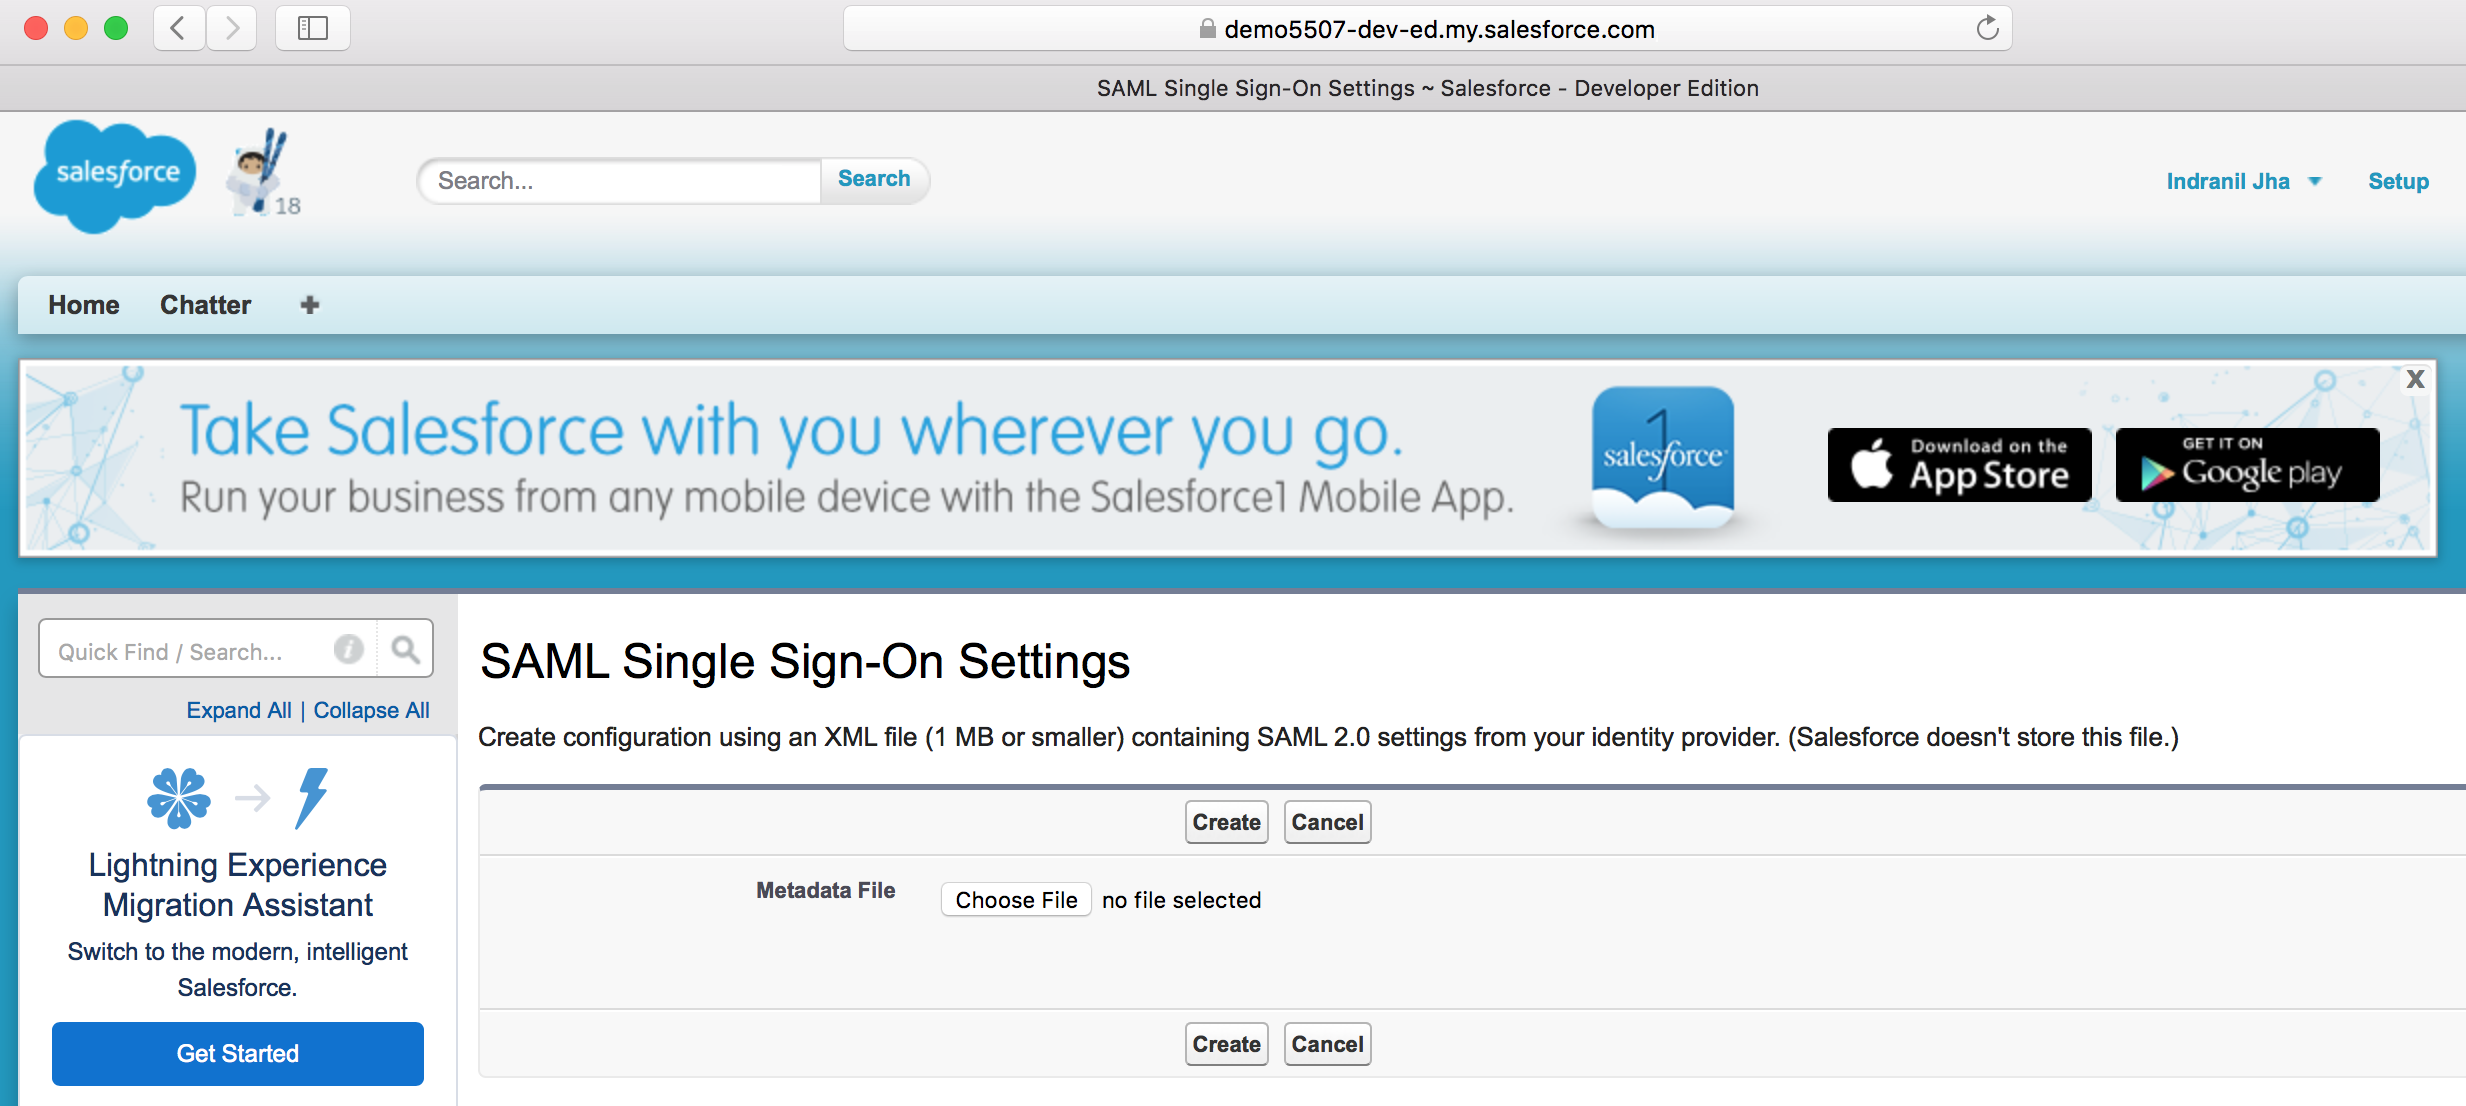 demo5507-dev-ed.my.salesforce.com
SAML Single Sign-On Settings ~ Salesforce - Developer Edition
salesforce
18
Search...
Search
Indranil Jha
Setup
Home
Chatter
Take Salesforce with you wherever you go.
Run your business from any mobile device with the Salesforce1 Mobile App.
1
salesforce
Download on the
App Store
GET IT ON
Google play
X
Quick Find / Search...
Expand All | Collapse All
Lightning Experience
Migration Assistant
Switch to the modern, intelligent
Salesforce.
Get Started
SAML Single Sign-On Settings
Create configuration using an XML file (1 MB or smaller) containing SAML 2.0 settings from your identity provider. (Salesforce doesn't store this file.)
Create Cancel
Metadata File
Choose File no file selected
Create Cancel